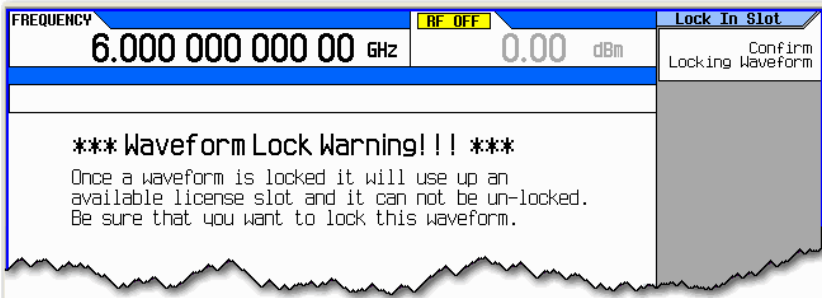 FREQUENCY
6.000 000 000 00 GHz
RF OFF
0.00 dBm
Lock In Slot
Confirm
Locking Waveform
*** Waveform Lock Warning!!! ***
Once a waveform is locked it will use up an
available license slot and it can not be un-locked.
Be sure that you want to lock this waveform.